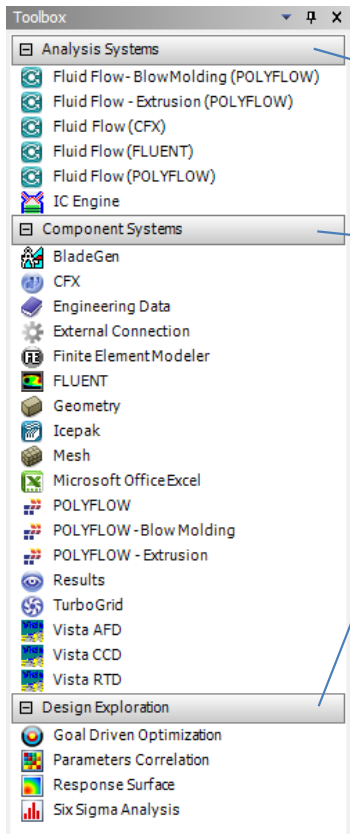 Toolbox
Analysis Systems
Fluid Flow- BlowMolding (POLYFLOW)
Fluid Flow - Extrusion (POLYFLOW)
Fluid Flow (CFX)
Fluid Flow (FLUENT)
Fluid Flow (POLYFLOW)
IC Engine
Component Systems
BladeGen
CFX
Engineering Data
External Connection
Finite Element Modeler
FLUENT
Geometry
Icepak
Mesh
Microsoft Office Excel
POLYFLOW
POLYFLOW - Blow Molding
POLYFLOW - Extrusion
Results
TurboGrid
Vista AFD
Vista CCD
Vista RTD
Design Exploration
Goal Driven Optimization
Parameters Correlation
Response Surface
Six Sigma Analysis